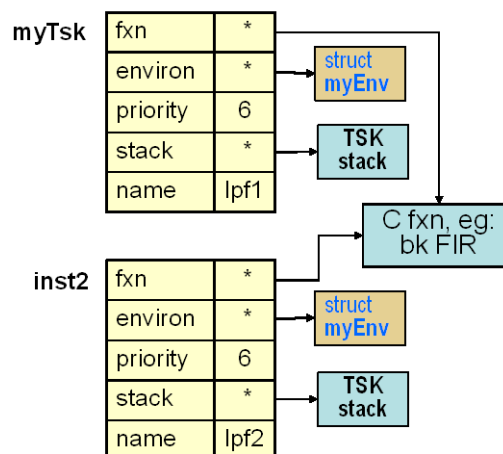 myTsk
fxn *
environ *
priority 6
stack *
name lpf1
struct
myEnv
TSK
stack
C fxn, eg:
bk FIR
inst2
fxn *
environ *
priority 6
stack *
name lpf2
struct
myEnv
TSK
stack